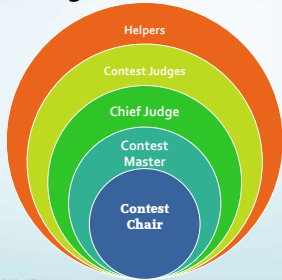 Helpers
Contest Judges
Chief Judge
Contest
Master
Contest
Chair